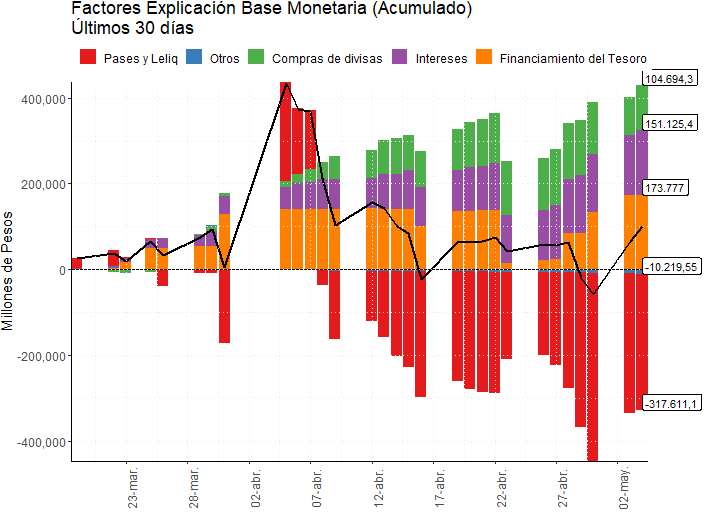 Factores Explicación Base Monetaria (Acumulado)
Últimos 30 días
Pases y Leliq
Otros
Compras de divisas
Intereses
Financiamiento del Tesoro
Millones de Pesos
400,000
200,000
0
-200,000
-400,000
104.694,3
151.125,4
173.777
-10.219,55
-317.611,1
23-mar.
28-mar.
02-abr.
07-abr.
12-abr.
17-abr.
22-abr.
27-abr.
02-may.